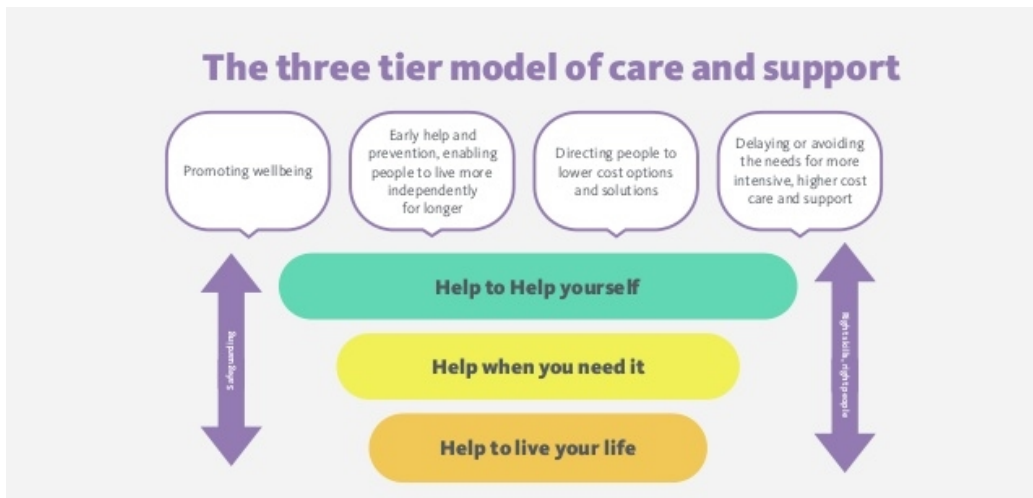 The three tier model of care and support
Promoting wellbeing
Early help and
prevention, enabling
people to live more
independently
for longer
Directing people to
lower cost options
and solutions
Delaying or avoiding
the needs for more
intensive, higher cost
care and support
Help to Help yourself
Help when you need it
Help to live your life
Safeguarding
Right skills, right people